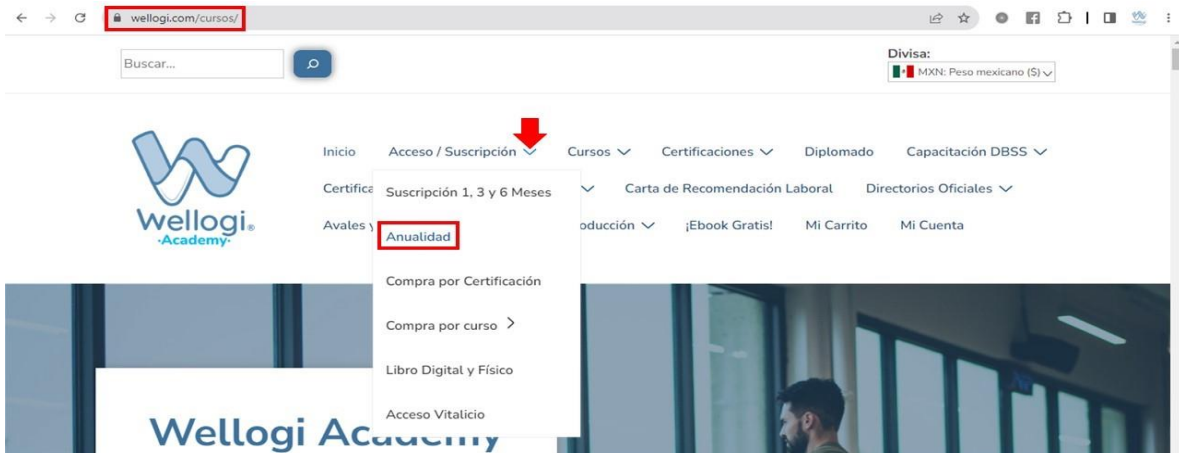 wellogi.com/cursos/
Buscar...
Divisa:
MXN: Peso mexicano ($)
Inicio Acceso / Suscripción Cursos Certificaciones Diplomado Capacitación DBSS
Carta de Recomendación Laboral Directorios Oficiales
Avales ¡Ebook Gratis! Mi Carrito Mi Cuenta
Wellogi®
·Academy·
Suscripción 1, 3 y 6 Meses
Anualidad
Compra por Certificación
Compra por curso
Libro Digital y Físico
Acceso Vitalicio
Wellogi Academy